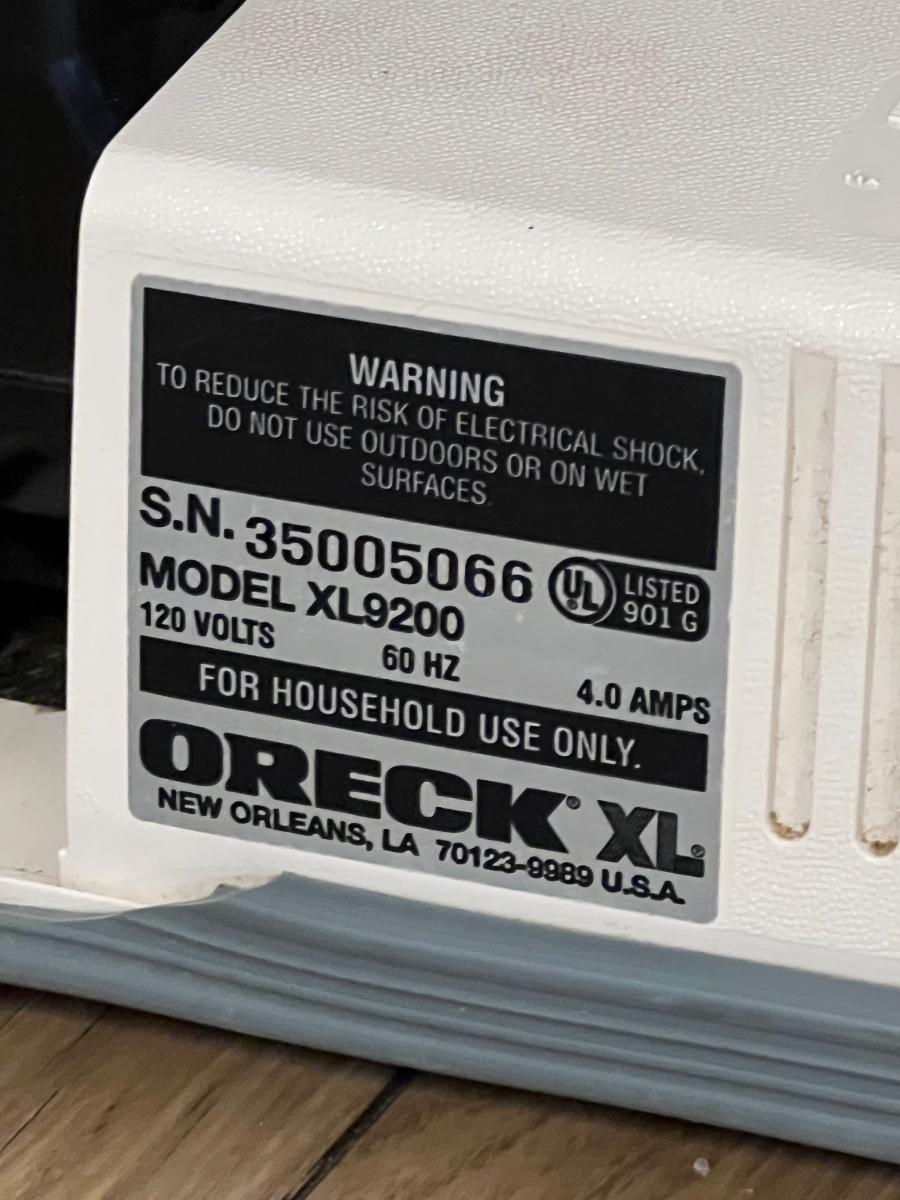 WARNING
TO REDUCE THE RISK OF ELECTRICAL SHOCK,
DO NOT USE OUTDOORS OR ON WET
SURFACES.
S.N. 35005066
UL LISTED
901 G
MODEL XL9200
120 VOLTS 60 HZ 4.0 AMPS
FOR HOUSEHOLD USE ONLY.
ORECK® XL®
NEW ORLEANS, LA 70123-9989 U.S.A.